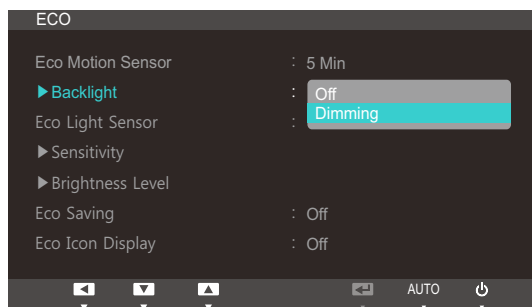 ECO
Eco Motion Sensor : 5 Min
▶Backlight : Off
Dimming
Eco Light Sensor :
▶Sensitivity
▶Brightness Level
Eco Saving : Off
Eco Icon Display : Off
AUTO